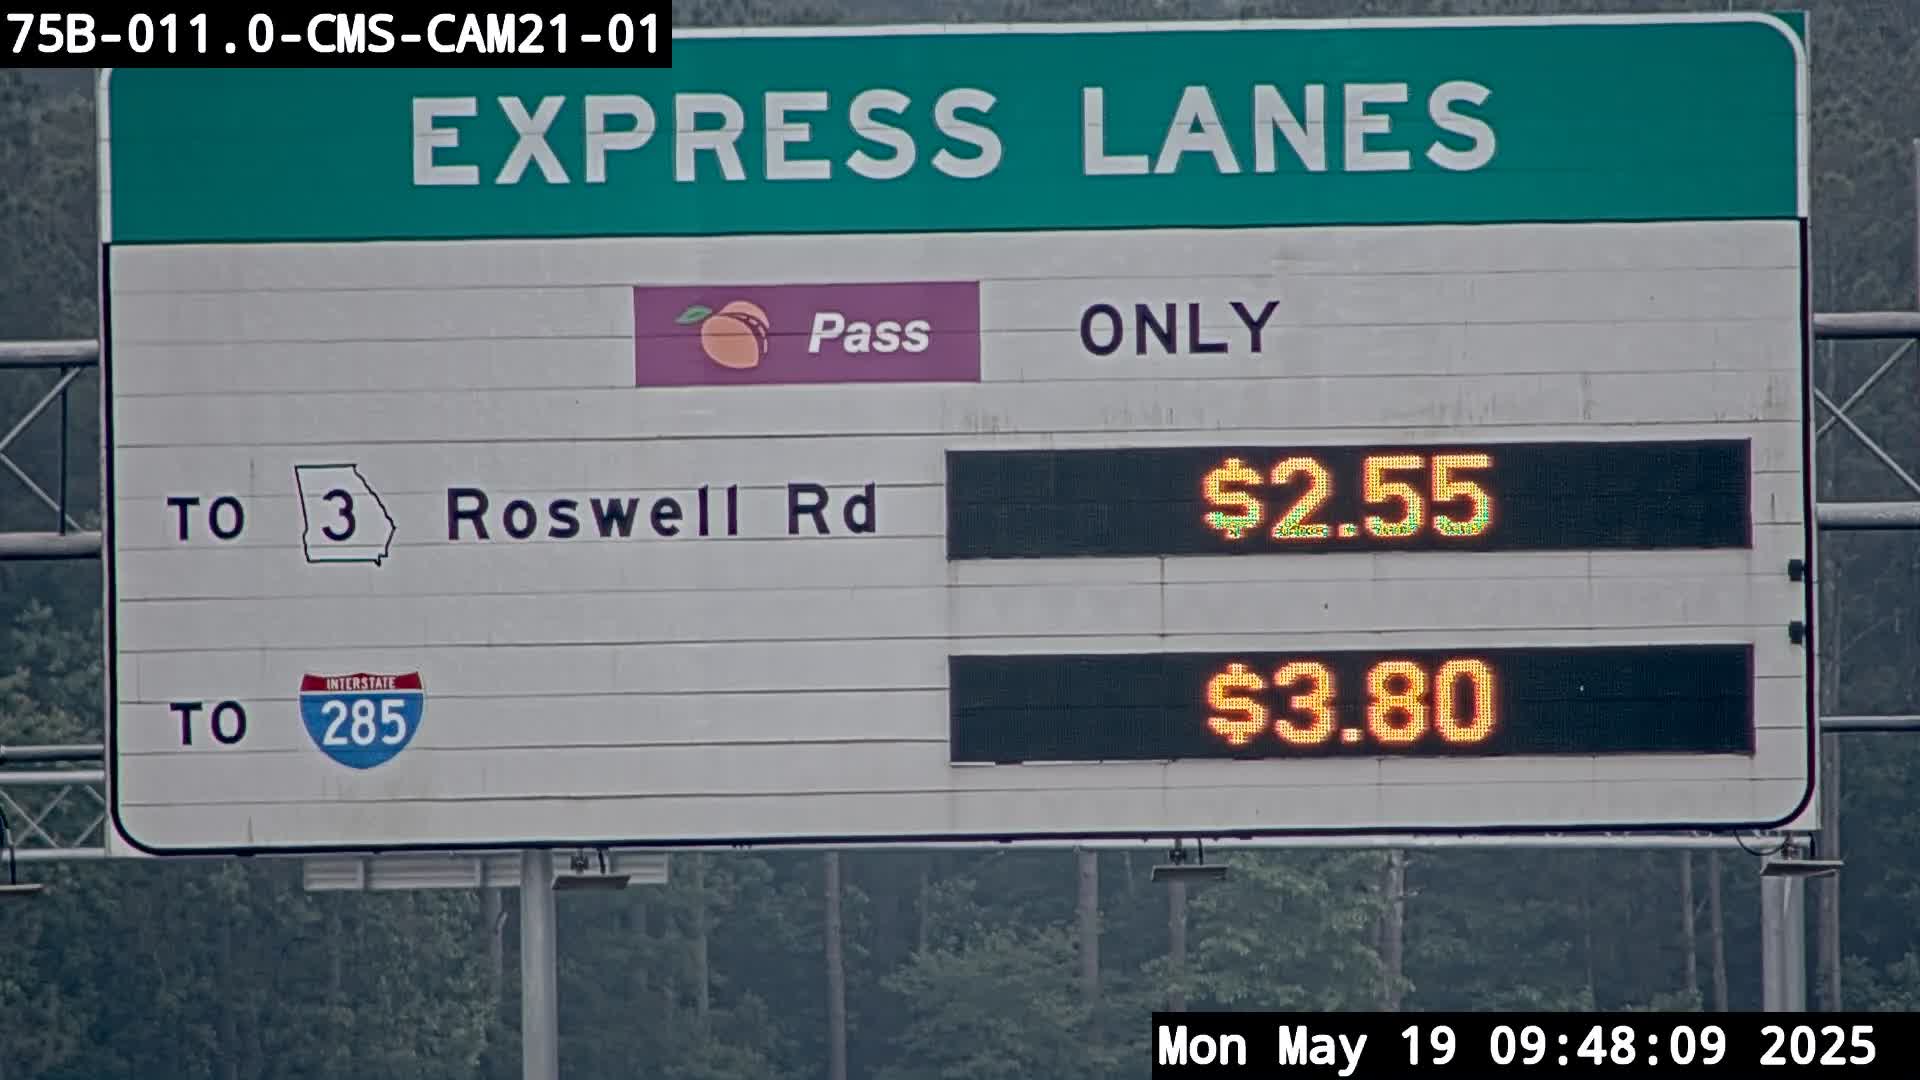 75B-011.0-CMS-CAM21-01
EXPRESS LANES
Pass ONLY
TO 3 Roswell Rd $2.55
TO INTERSTATE 285 $3.80
Mon May 19 09:48:09 2025